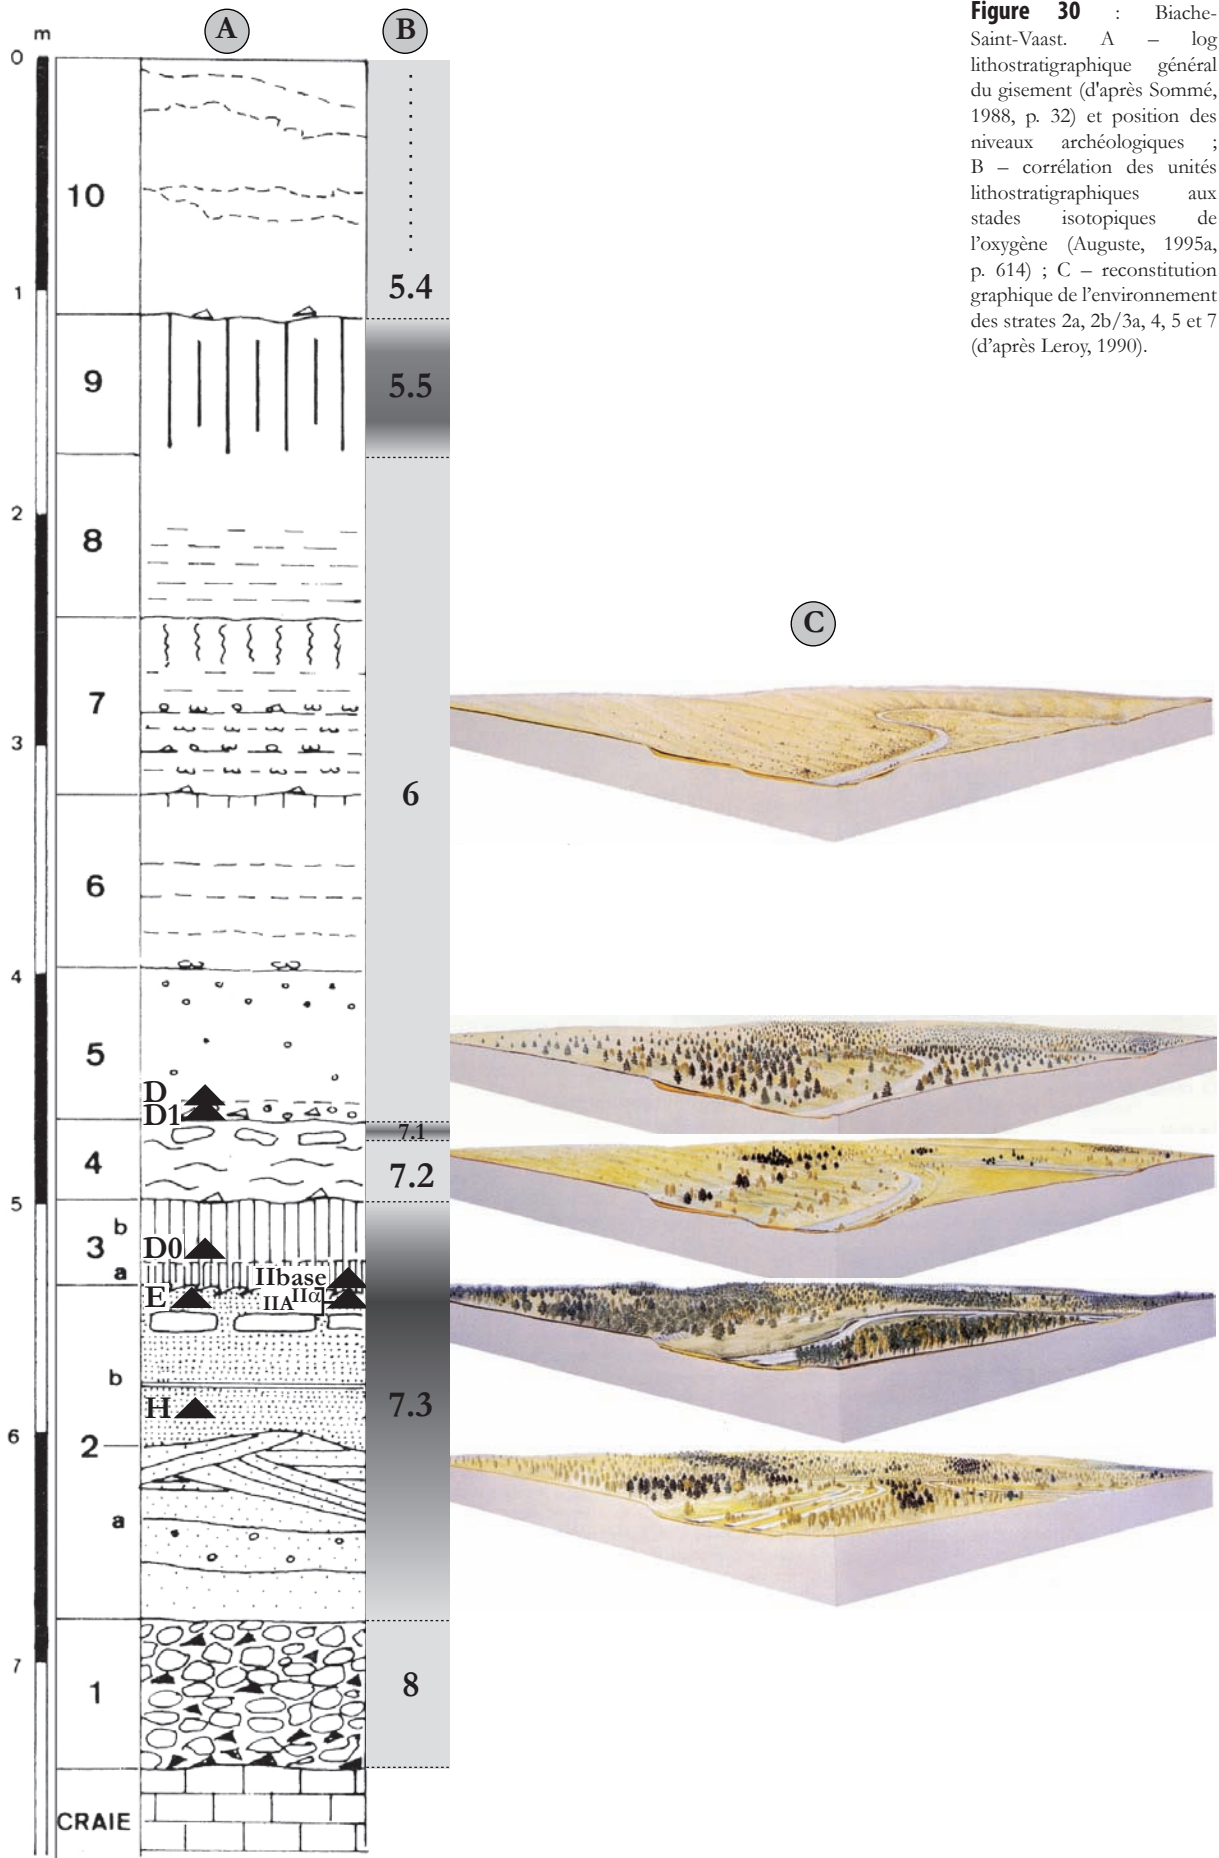 Figure 30 : Biache-
Saint-Vaast. A – log
lithostratigraphique général
du gisement (d'après Sommé,
1988, p. 32) et position des
niveaux archéologiques ;
B – corrélation des unités
lithostratigraphiques aux
stades isotopiques de
l'oxygène (Auguste, 1995a,
p. 614) ; C – reconstitution
graphique de l'environnement
des strates 2a, 2b/3a, 4, 5 et 7
(d'après Leroy, 1990).
m
A
B
0
10
5.4
1
9
5.5
2
8
C
7
3
6
6
4
5
D
D1
7.1
4
7.2
5
b
3
D0
a
IIbase
E
IIA
IIα
b
H
7.3
6
2
a
7
1
8
CRAIE